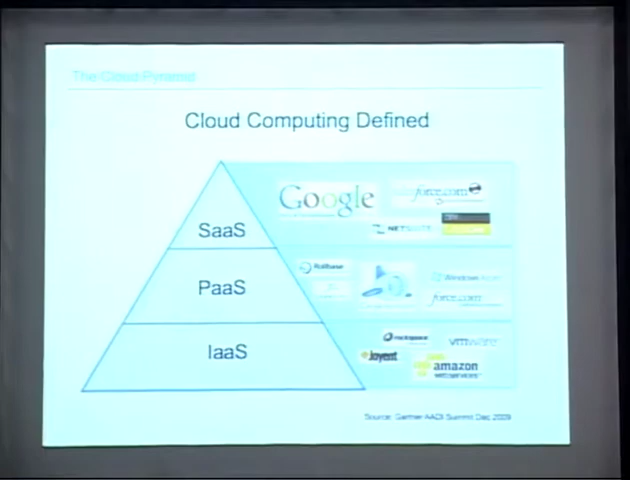 The Cloud Pyramid
Cloud Computing Defined
Google
force.com
SaaS
NETSUITE
Rollbase
Windows Azure
PaaS
force.com
rackspace
vmware
IaaS
Joyent
amazon
webservices
Source: Gartner AADI Summit Dec 2009